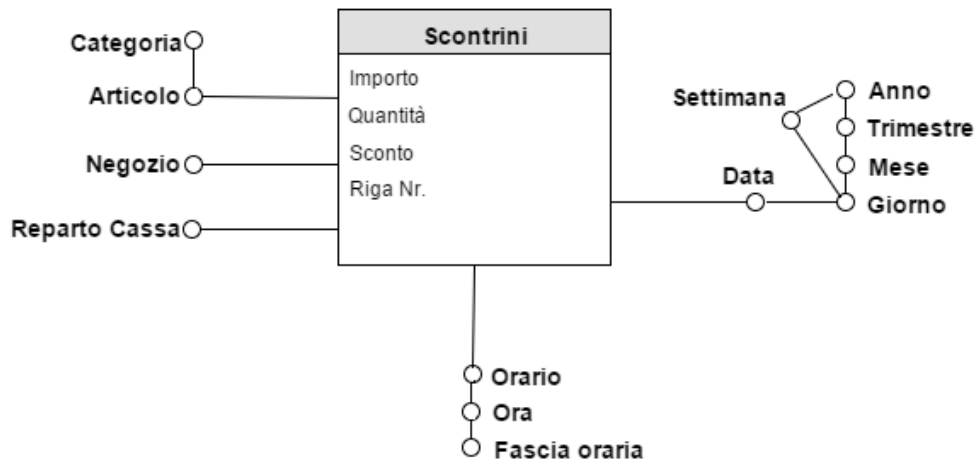 Scontrini
Importo
Quantità
Sconto
Riga Nr.
Categoria
Articolo
Negozio
Reparto Cassa
Settimana
Anno
Trimestre
Mese
Data
Giorno
Orario
Ora
Fascia oraria